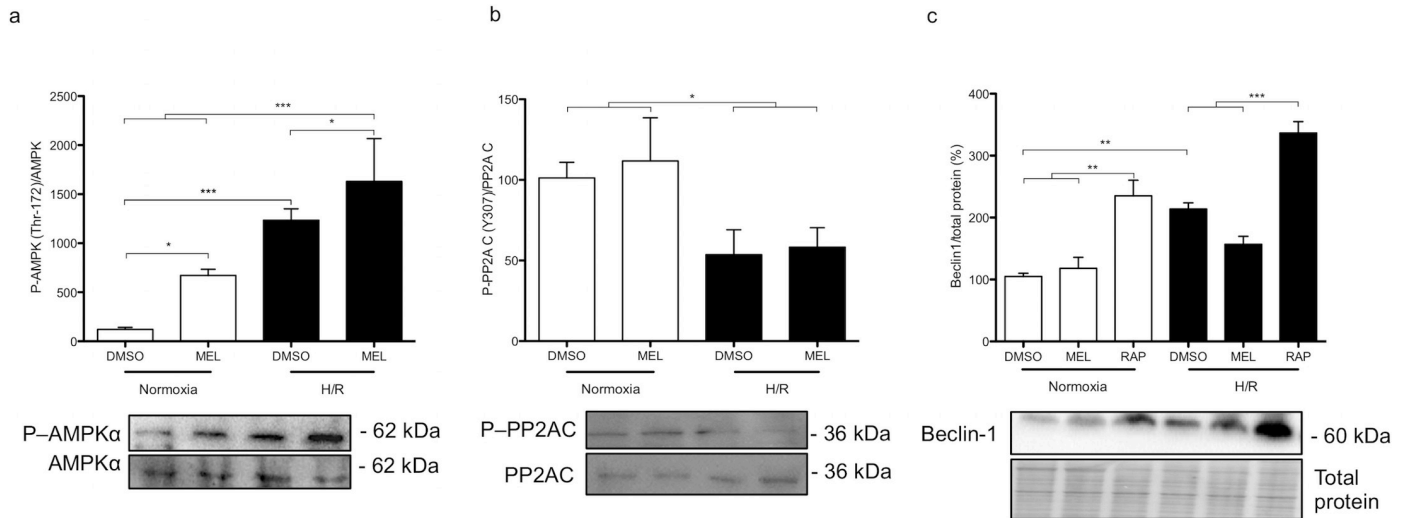 a
2500
2000
1500
1000
500
0
P-AMPK (Thr-172)/AMPK
***
*
***
*
DMSO MEL DMSO MEL
Normoxia H/R
P–AMPKα - 62 kDa
AMPKα - 62 kDa
b
150
100
50
0
P-PP2A C (Y307)/PP2A C
*
DMSO MEL DMSO MEL
Normoxia H/R
P–PP2AC - 36 kDa
PP2AC - 36 kDa
c
400
300
200
100
0
Beclin1/total protein (%)
***
**
**
DMSO MEL RAP DMSO MEL RAP
Normoxia H/R
Beclin-1 - 60 kDa
Total
protein